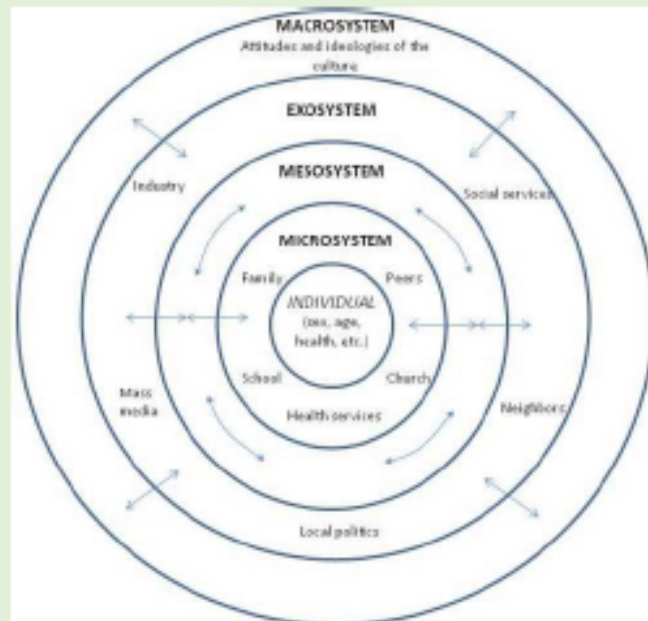 MACROSYSTEM
Attitudes and ideologies of the
culture
EXOSYSTEM
MESOSYSTEM
Industry
Social services
MICROSYSTEM
Family
Peers
INDIVIDUAL
(sex, age,
health, etc.)
School
Church
Mass
media
Health services
Neighbors
Local politics